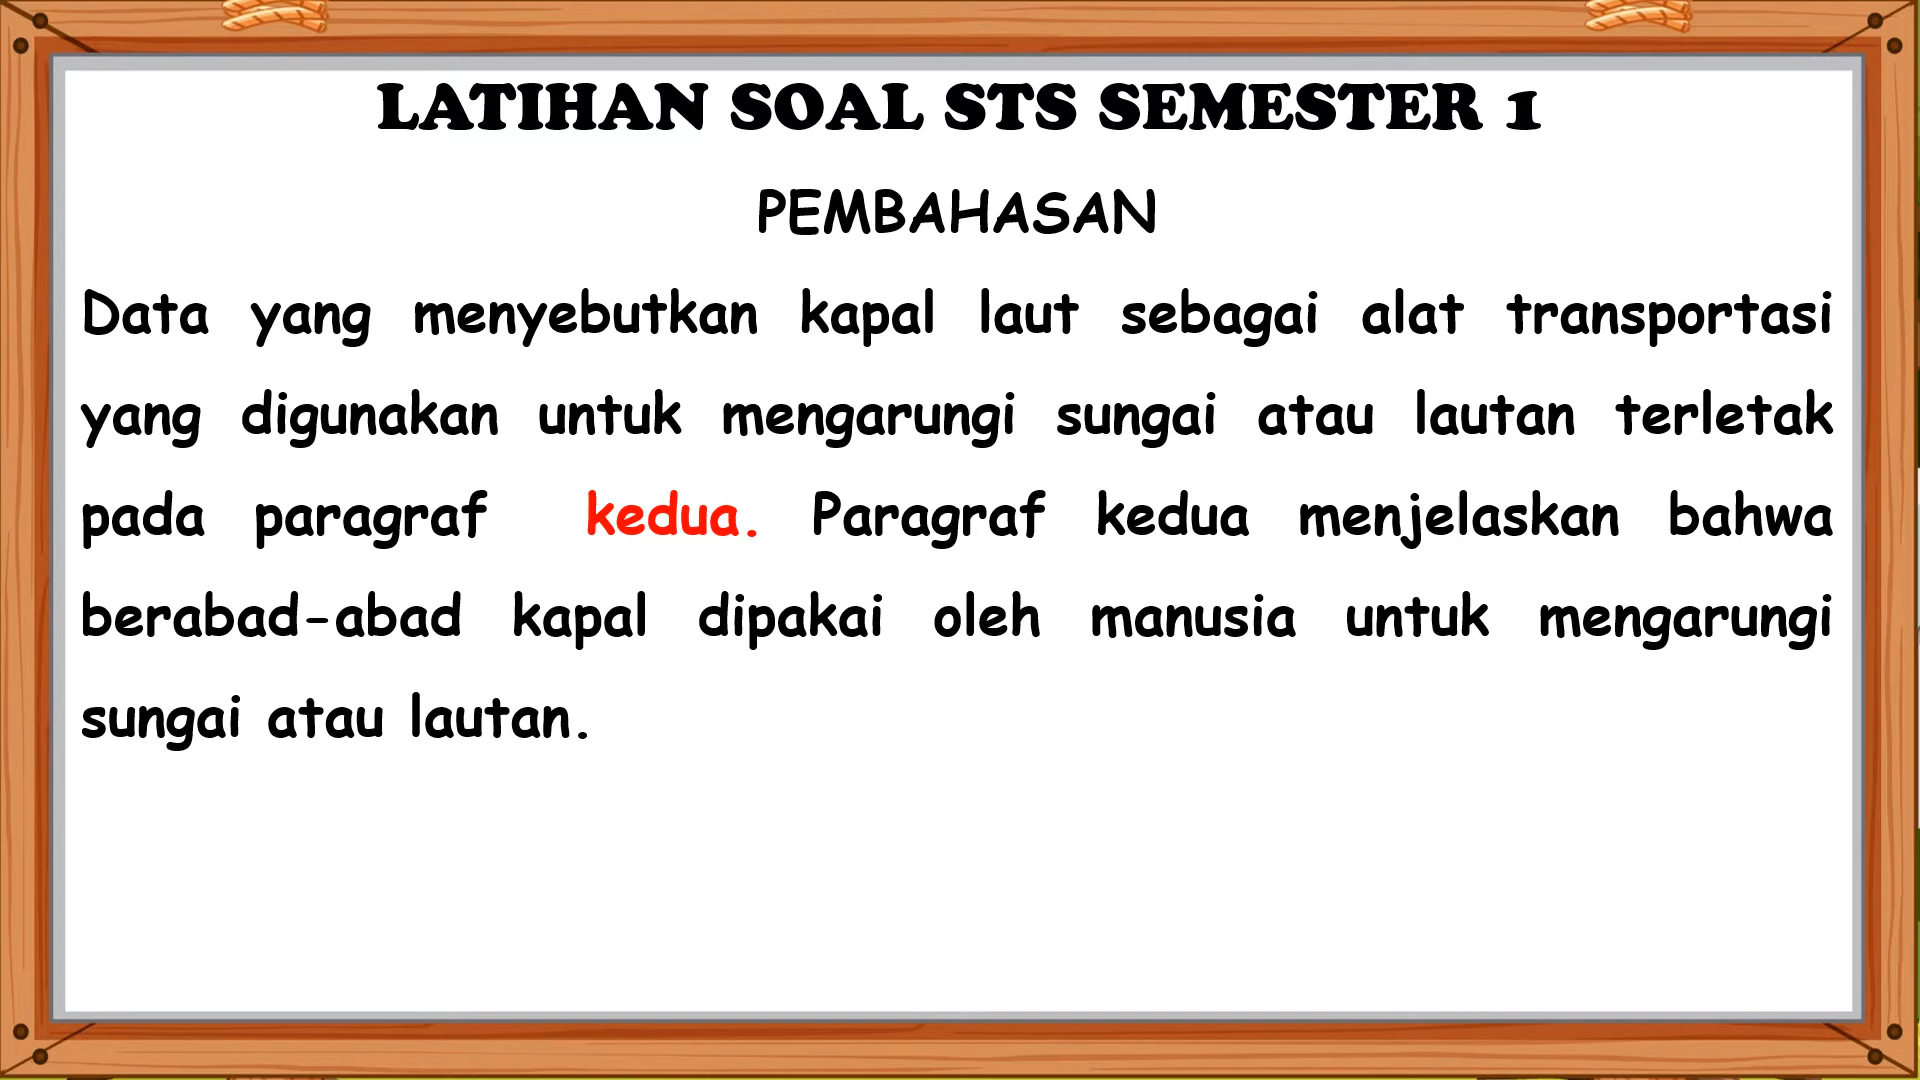 LATIHAN SOAL STS SEMESTER 1
PEMBAHASAN
Data yang menyebutkan kapal laut sebagai alat transportasi
yang digunakan untuk mengarungi sungai atau lautan terletak
pada paragraf kedua. Paragraf kedua menjelaskan bahwa
berabad-abad kapal dipakai oleh manusia untuk mengarungi
sungai atau lautan.